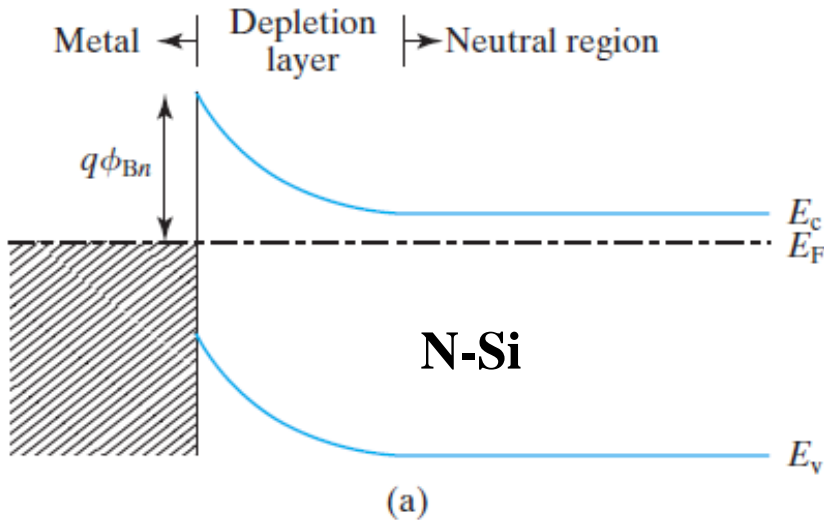 Metal
Depletion
layer
Neutral region
qϕBn
Ec
EF
N-Si
Ev
(a)